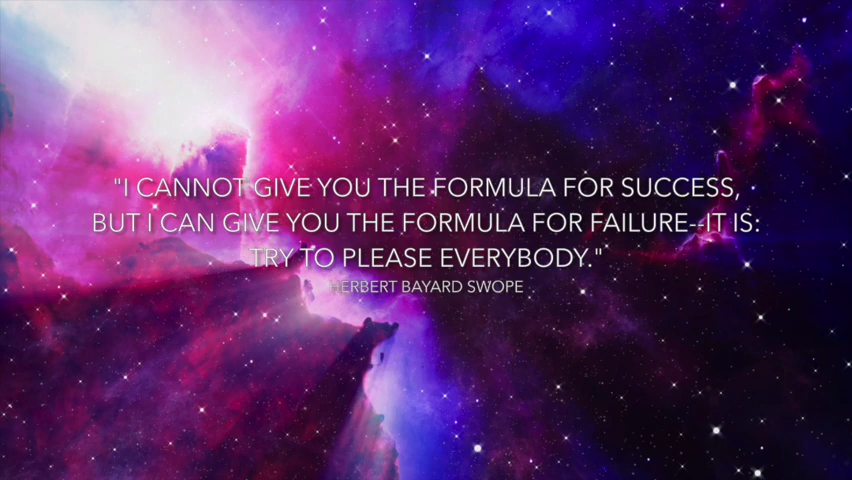 "I CANNOT GIVE YOU THE FORMULA FOR SUCCESS,
BUT I CAN GIVE YOU THE FORMULA FOR FAILURE--IT IS:
TRY TO PLEASE EVERYBODY."
HERBERT BAYARD SWOPE